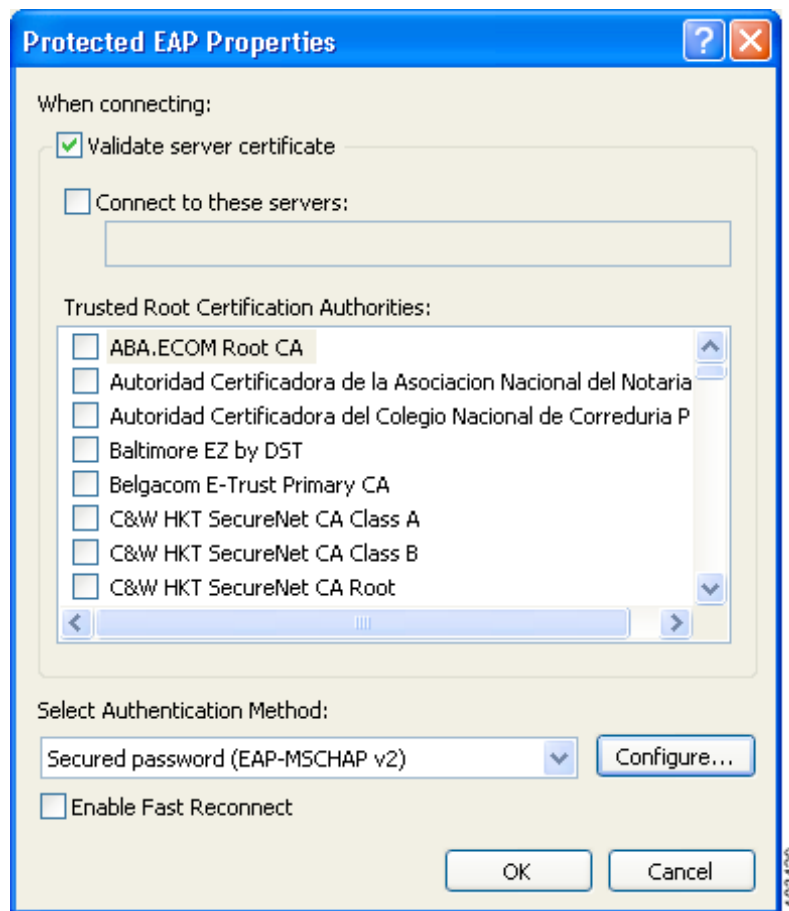 Protected EAP Properties
When connecting:
Validate server certificate
Connect to these servers:
Trusted Root Certification Authorities:
ABA.ECOM Root CA
Autoridad Certificadora de la Asociacion Nacional del Notaria
Autoridad Certificadora del Colegio Nacional de Correduria P
Baltimore EZ by DST
Belgacom E-Trust Primary CA
C&W HKT SecureNet CA Class A
C&W HKT SecureNet CA Class B
C&W HKT SecureNet CA Root
Select Authentication Method:
Secured password (EAP-MSCHAP v2)
Configure...
Enable Fast Reconnect
OK
Cancel